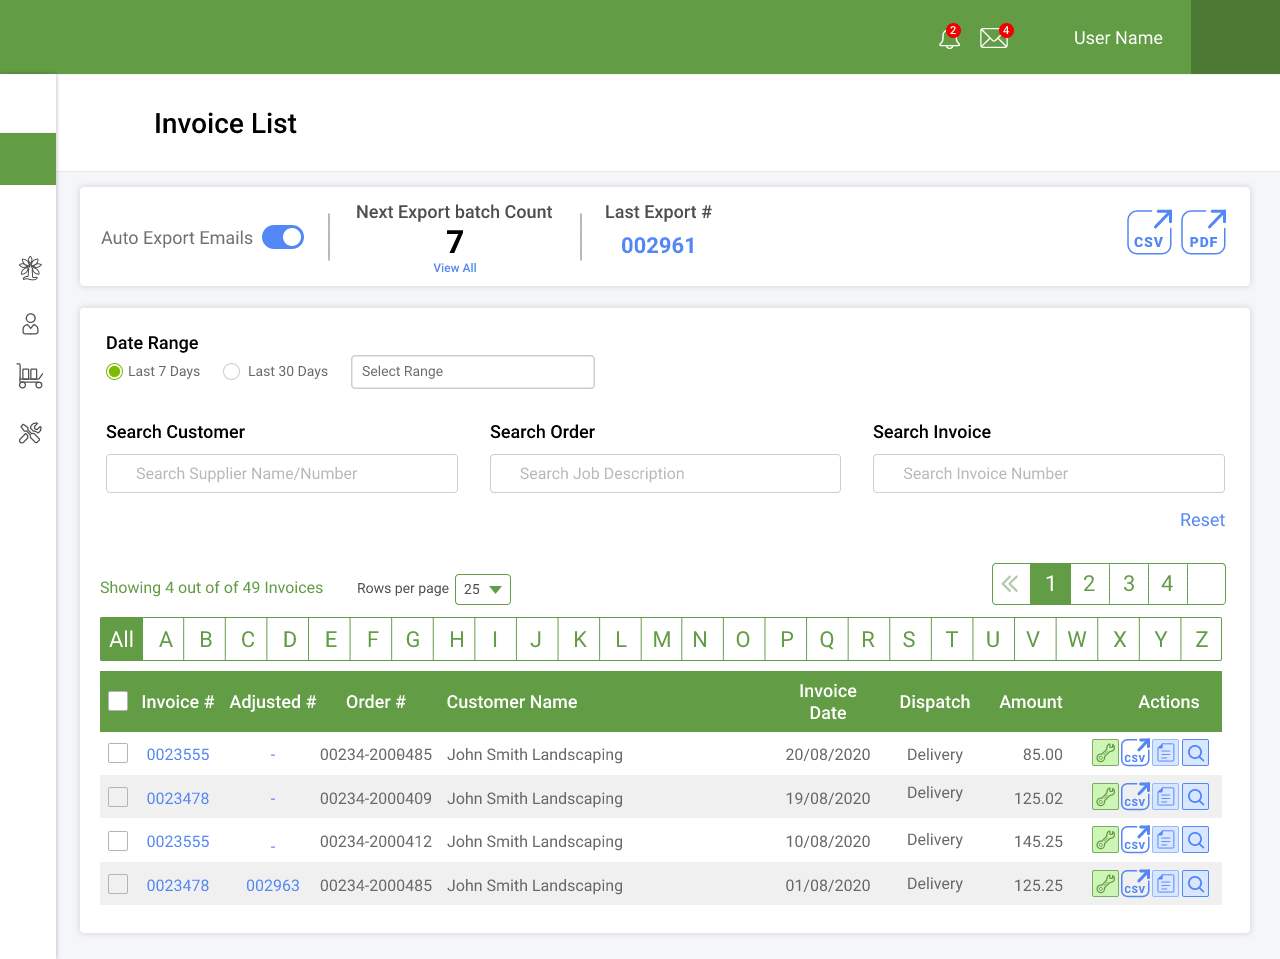 2 4 User Name
Invoice List
Auto Export Emails
Next Export batch Count
7
View All
Last Export #
002961
CSV PDF
Date Range
Last 7 Days Last 30 Days Select Range
Search Customer Search Order Search Invoice
Search Supplier Name/Number Search Job Description Search Invoice Number
Reset
Showing 4 out of of 49 Invoices Rows per page 25 1 2 3 4
All A B C D E F G H I J K L M N O P Q R S T U V W X Y Z
Invoice # Adjusted # Order # Customer Name Invoice Date Dispatch Amount Actions
0023555 - 00234-2000485 John Smith Landscaping 20/08/2020 Delivery 85.00 CSV
0023478 - 00234-2000409 John Smith Landscaping 19/08/2020 Delivery 125.02 CSV
0023555 - 00234-2000412 John Smith Landscaping 10/08/2020 Delivery 145.25 CSV
0023478 002963 00234-2000485 John Smith Landscaping 01/08/2020 Delivery 125.25 CSV